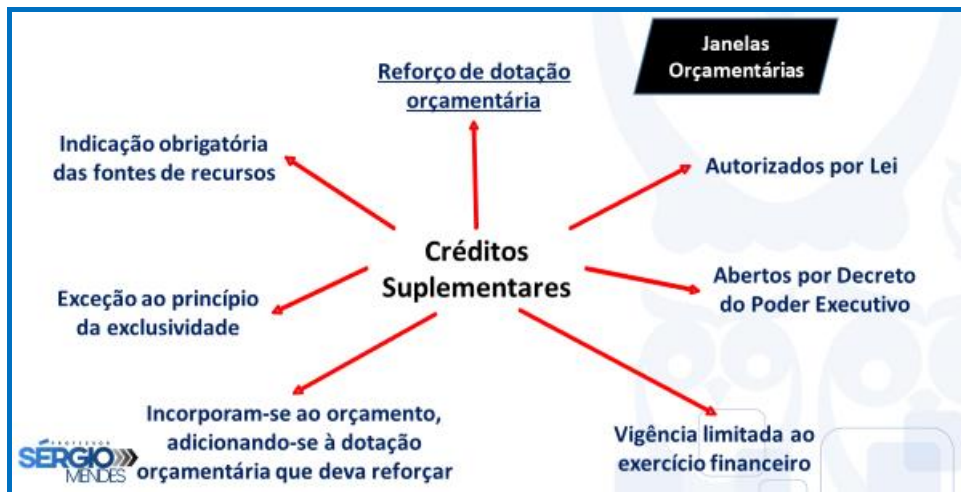 Janelas
Orçamentárias
Reforço de dotação
orçamentária
Indicação obrigatória
das fontes de recursos
Autorizados por Lei
Créditos
Suplementares
Exceção ao princípio
da exclusividade
Abertos por Decreto
do Poder Executivo
Incorporam-se ao orçamento,
adicionando-se à dotação
orçamentária que deva reforçar
Vigência limitada ao
exercício financeiro
PROFESSOR
SÉRGIO
MENDES